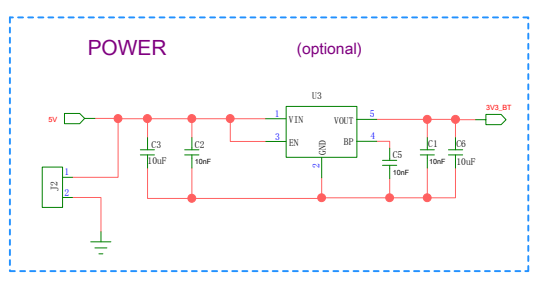 POWER (optional)
U3
5V 1 VIN VOUT 5 3V3_BT
3 EN BP 4
GND
2
C3
10uF
C2
10nF
C5
10nF
C1
10nF
C6
10uF
J2
1
2